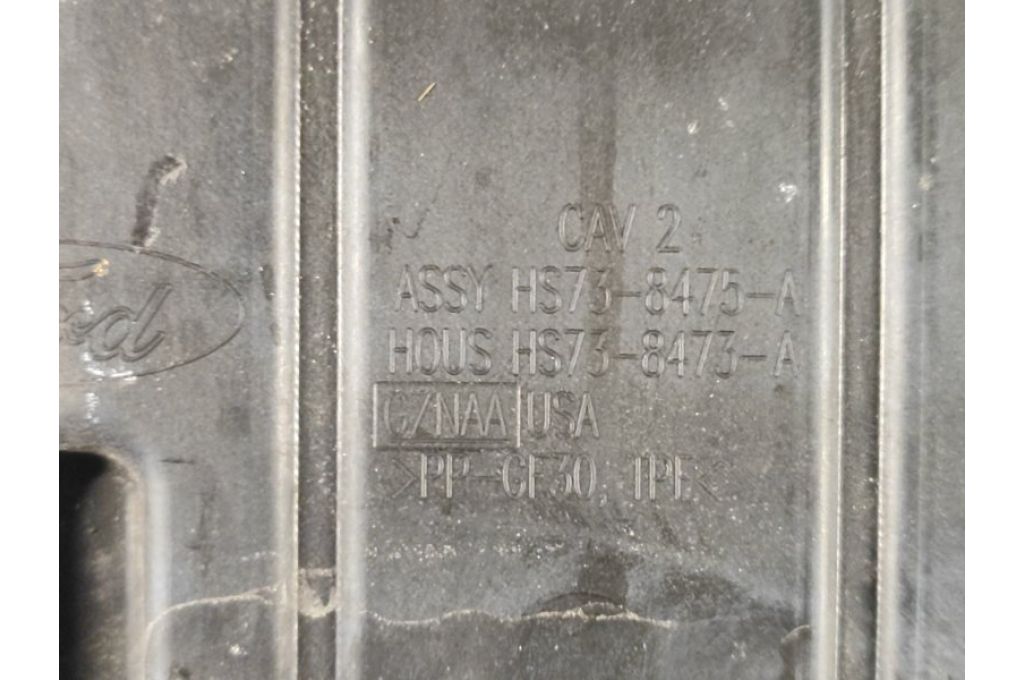 Ford
CAV 2
ASSY HS73-8475-A
HOUS HS73-8473-A
C/NAA USA
>PP-GF30, TPE<